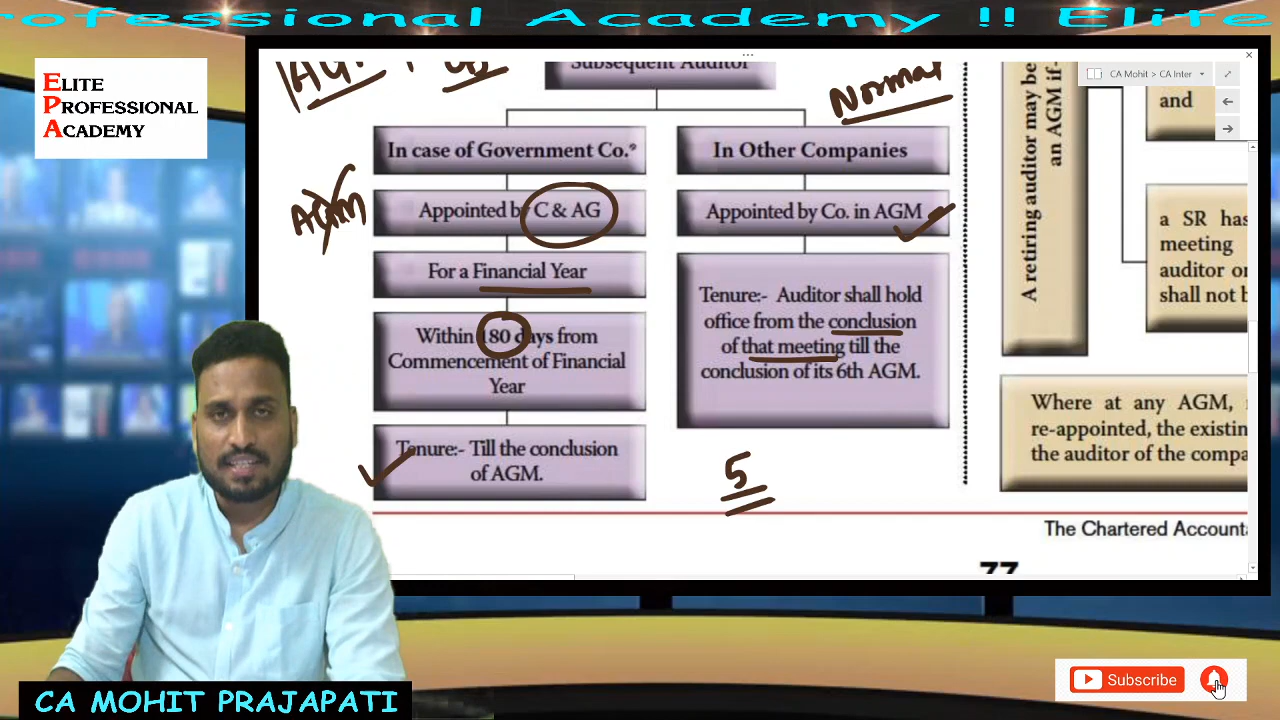 rofessional Academy !! Elite
ELITE
PROFESSIONAL
ACADEMY
Subsequent Auditor
Normal
CA Mohit > CA Inter
In case of Government Co.*
In Other Companies
AGM
Appointed by C & AG
Appointed by Co. in AGM
For a Financial Year
Within 180 days from
Commencement of Financial
Year
Tenure:- Till the conclusion
of AGM.
Tenure:- Auditor shall hold
office from the conclusion
of that meeting till the
conclusion of its 6th AGM.
5
A retiring auditor may be
an AGM if-
and
a SR has
meeting
auditor or
shall not b
Where at any AGM,
re-appointed, the existin
the auditor of the compa
The Chartered Accounta
77
CA MOHIT PRAJAPATI
Subscribe